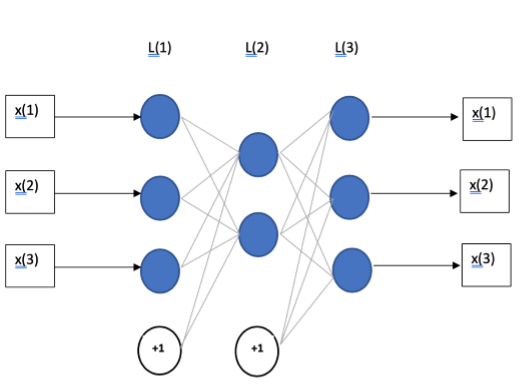 L(1) L(2) L(3)
x(1) x(1)
x(2) x(2)
x(3) x(3)
+1 +1